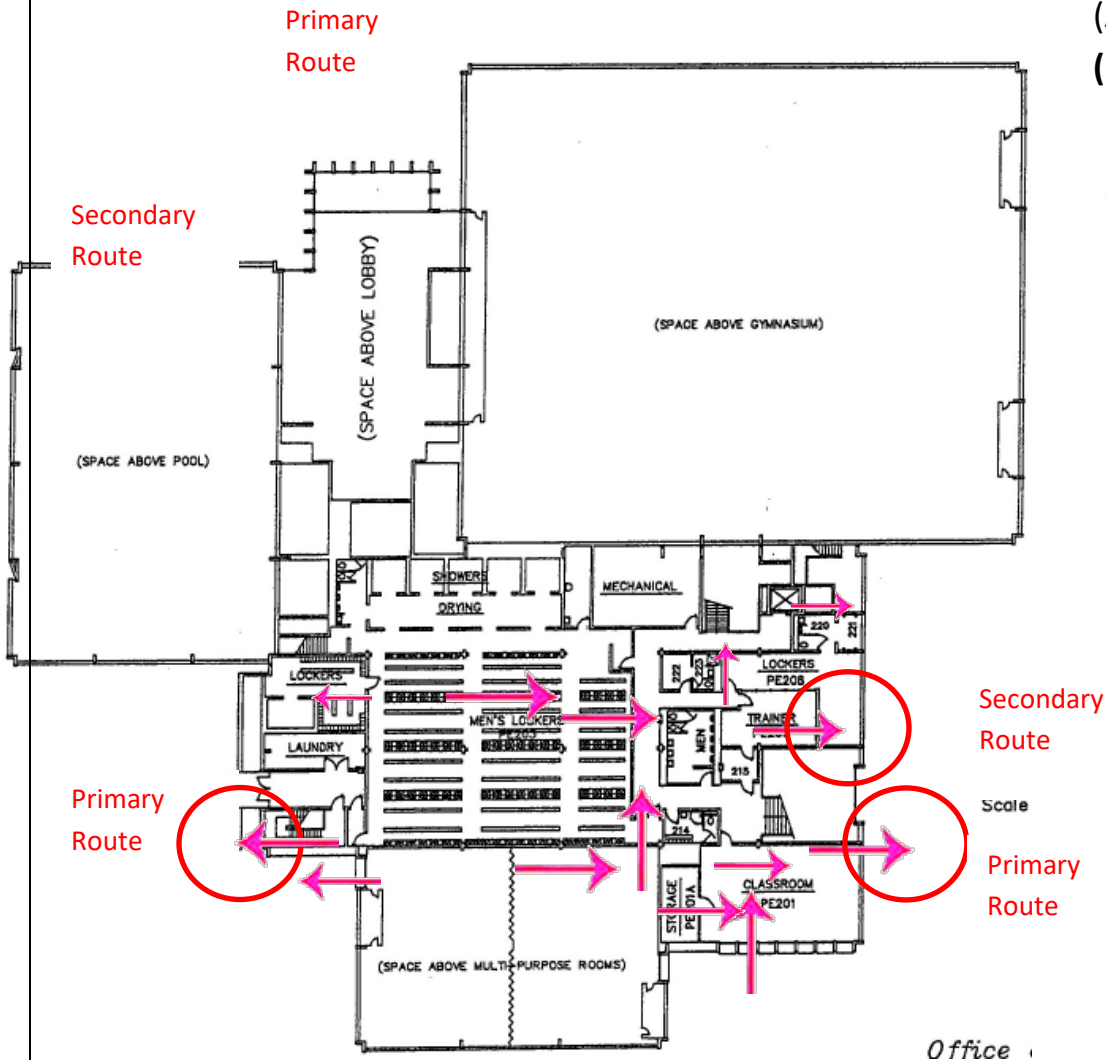 Primary
Route
(
Secondary
Route
(SPACE ABOVE LOBBY)
(SPACE ABOVE GYMNASIUM)
(SPACE ABOVE POOL)
SHOWERS
DRYING
MECHANICAL
220
221
222
223
LOCKERS
PE208
LOCKERS
MEN'S LOCKERS
PE203
MEN
TRAINER
Secondary
Route
LAUNDRY
215
Primary
Route
Scale
214
Primary
Route
STORAGE
PE201A
CLASSROOM
PE201
(SPACE ABOVE MULTI-PURPOSE ROOMS)
Office